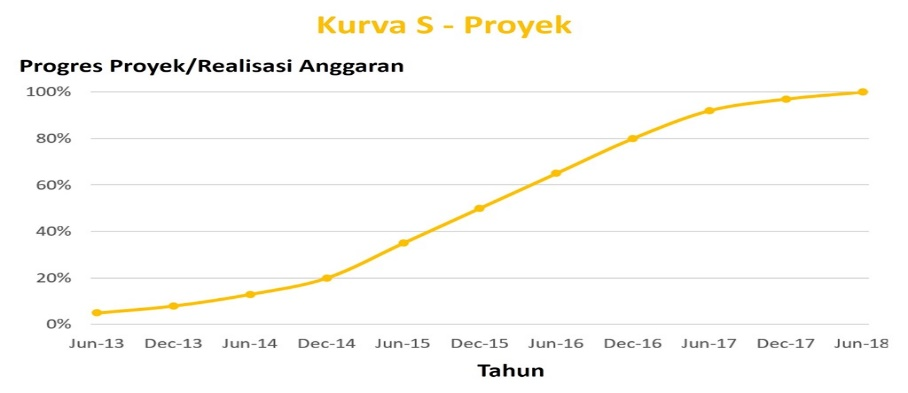 Kurva S - Proyek
Progres Proyek/Realisasi Anggaran
100%
80%
60%
40%
20%
0%
Jun-13 Dec-13 Jun-14 Dec-14 Jun-15 Dec-15 Jun-16 Dec-16 Jun-17 Dec-17 Jun-18
Tahun